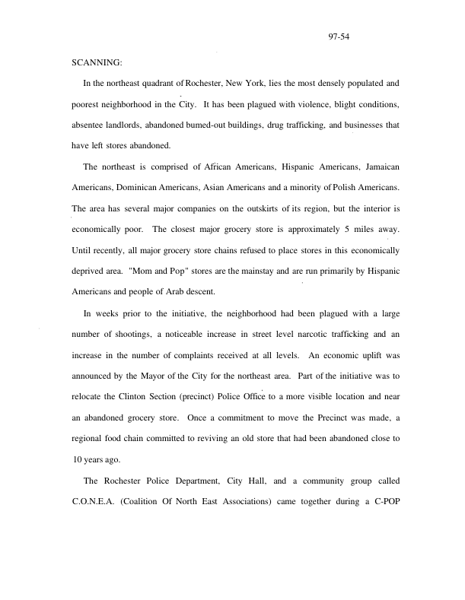 97-54
SCANNING:
In the northeast quadrant of Rochester, New York, lies the most densely populated and
poorest neighborhood in the City. It has been plagued with violence, blight conditions,
absentee landlords, abandoned bumed-out buildings, drug trafficking, and businesses that
have left stores abandoned.
The northeast is comprised of African Americans, Hispanic Americans, Jamaican
Americans, Dominican Americans, Asian Americans and a minority of Polish Americans.
The area has several major companies on the outskirts of its region, but the interior is
economically poor. The closest major grocery store is approximately 5 miles away.
Until recently, all major grocery store chains refused to place stores in this economically
deprived area. "Mom and Pop" stores are the mainstay and are run primarily by Hispanic
Americans and people of Arab descent.
In weeks prior to the initiative, the neighborhood had been plagued with a large
number of shootings, a noticeable increase in street level narcotic trafficking and an
increase in the number of complaints received at all levels. An economic uplift was
announced by the Mayor of the City for the northeast area. Part of the initiative was to
relocate the Clinton Section (precinct) Police Office to a more visible location and near
an abandoned grocery store. Once a commitment to move the Precinct was made, a
regional food chain committed to reviving an old store that had been abandoned close to
10 years ago.
The Rochester Police Department, City Hall, and a community group called
C.O.N.E.A. (Coalition Of North East Associations) came together during a C-POP